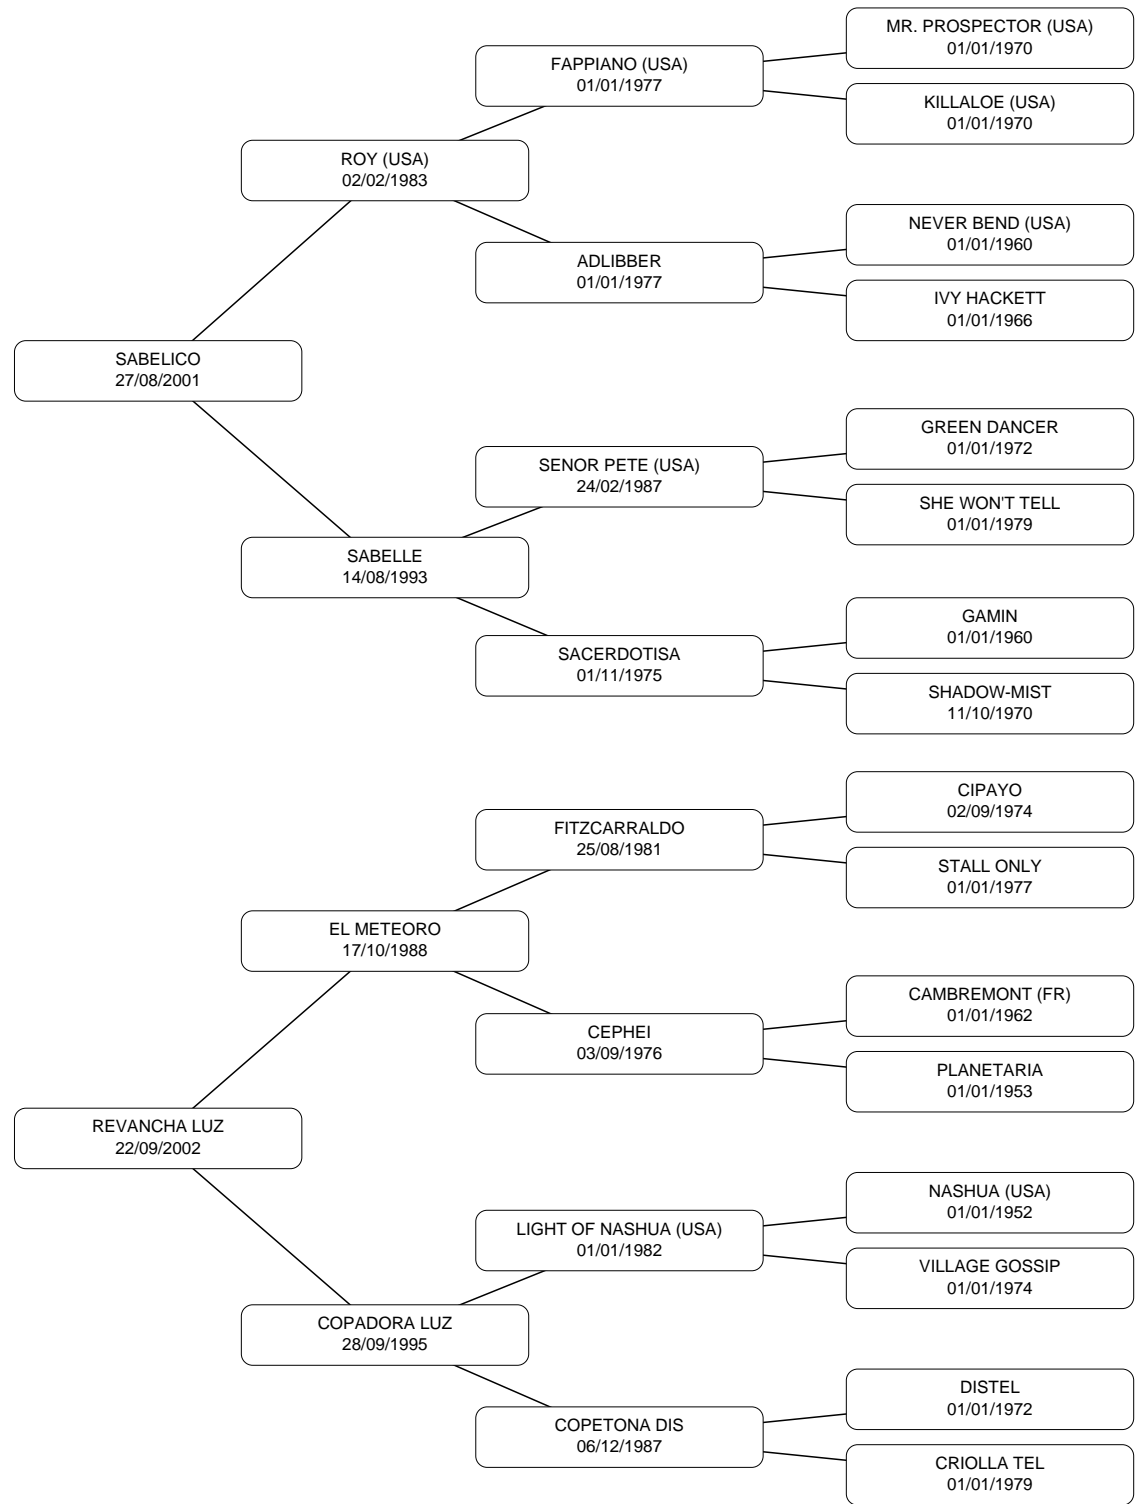 MR. PROSPECTOR (USA)
01/01/1970
FAPPIANO (USA)
01/01/1977
KILLALOE (USA)
01/01/1970
ROY (USA)
02/02/1983
NEVER BEND (USA)
01/01/1960
ADLIBBER
01/01/1977
IVY HACKETT
01/01/1966
SABELICO
27/08/2001
GREEN DANCER
01/01/1972
SENOR PETE (USA)
24/02/1987
SHE WON'T TELL
01/01/1979
SABELLE
14/08/1993
GAMIN
01/01/1960
SACERDOTISA
01/11/1975
SHADOW-MIST
11/10/1970
CIPAYO
02/09/1974
FITZCARRALDO
25/08/1981
STALL ONLY
01/01/1977
EL METEORO
17/10/1988
CAMBREMONT (FR)
01/01/1962
CEPHEI
03/09/1976
PLANETARIA
01/01/1953
REVANCHA LUZ
22/09/2002
NASHUA (USA)
01/01/1952
LIGHT OF NASHUA (USA)
01/01/1982
VILLAGE GOSSIP
01/01/1974
COPADORA LUZ
28/09/1995
DISTEL
01/01/1972
COPETONA DIS
06/12/1987
CRIOLLA TEL
01/01/1979